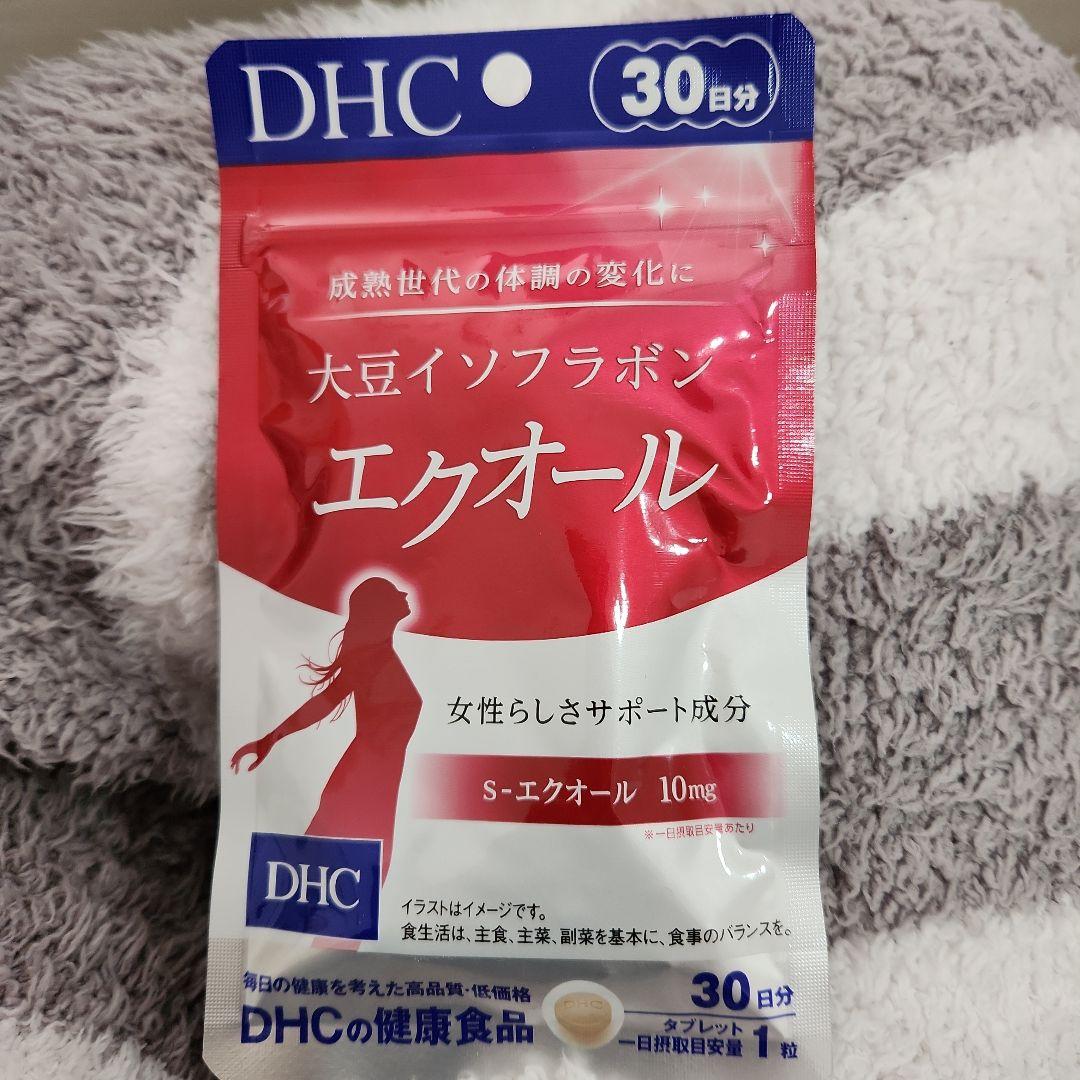 DHC
30日分
成熟世代の体調の変化に
大豆イソフラボン
エクオール
女性らしさサポート成分
S-エクオール 10mg
※一日摂取目安量あたり
DHC
イラストはイメージです。
食生活は、主食、主菜、副菜を基本に、食事のバランスを。
毎日の健康を考えた高品質・低価格
DHCの健康食品
DHC
30日分
タブレット
一日摂取目安量 1粒